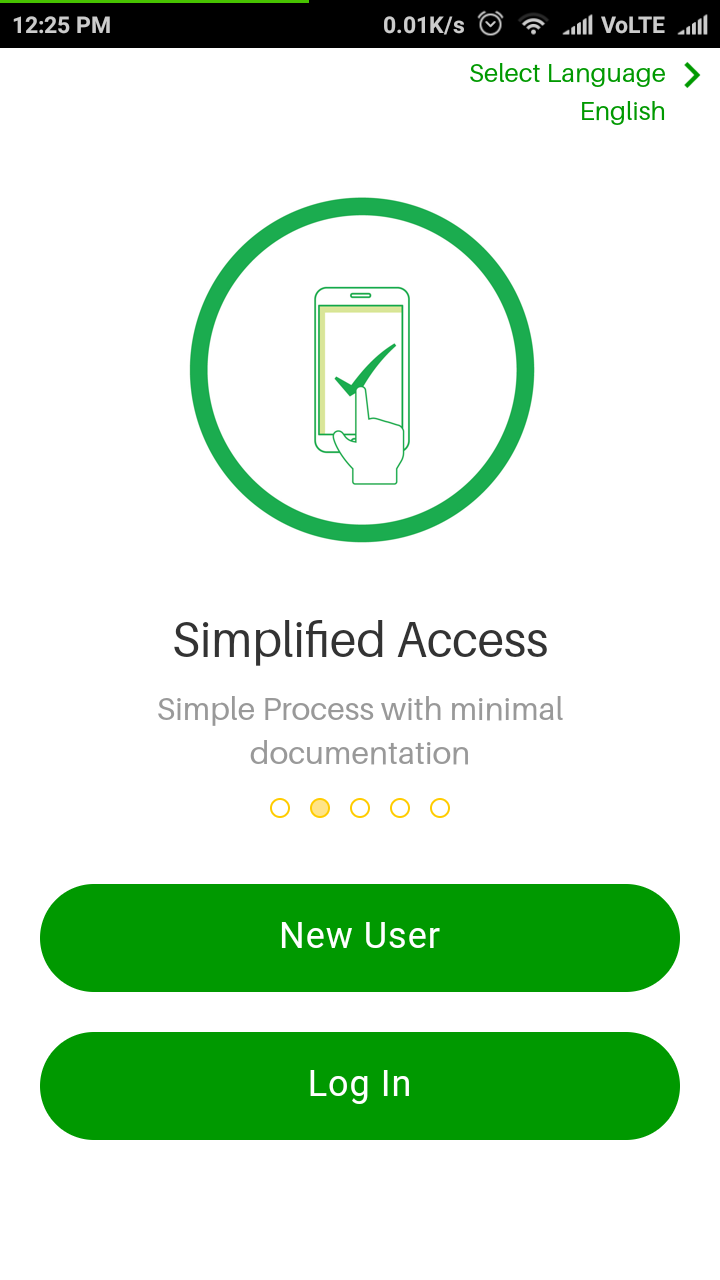 12:25 PM 0.01K/s VoLTE
Select Language
English
Simplified Access
Simple Process with minimal
documentation
New User
Log In